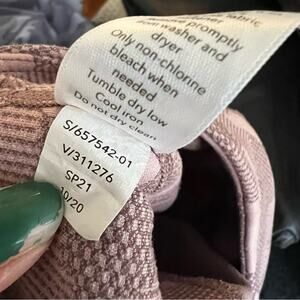 fabric
promptly
washer and
dryer
Only non-chlorine
bleach when
needed
Tumble dry low
Cool iron
Do not dry clean
S/657542-01
V/311276
SP21
10/20